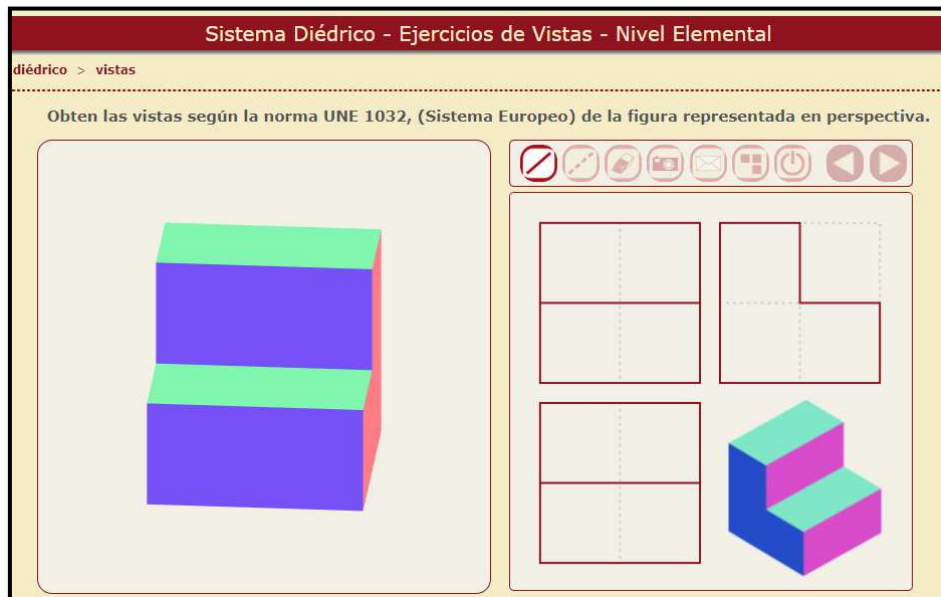 Sistema Diédrico - Ejercicios de Vistas - Nivel Elemental
diédrico > vistas
Obten las vistas según la norma UNE 1032, (Sistema Europeo) de la figura representada en perspectiva.